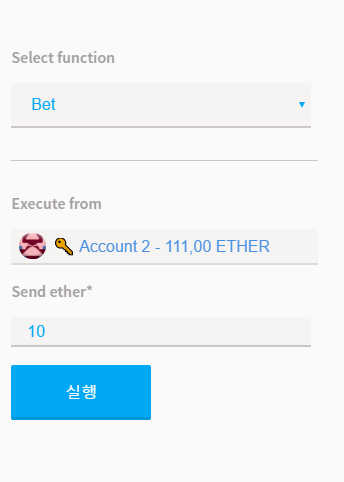 Select function
Bet
Execute from
Account 2 - 111,00 ETHER
Send ether*
10
실행